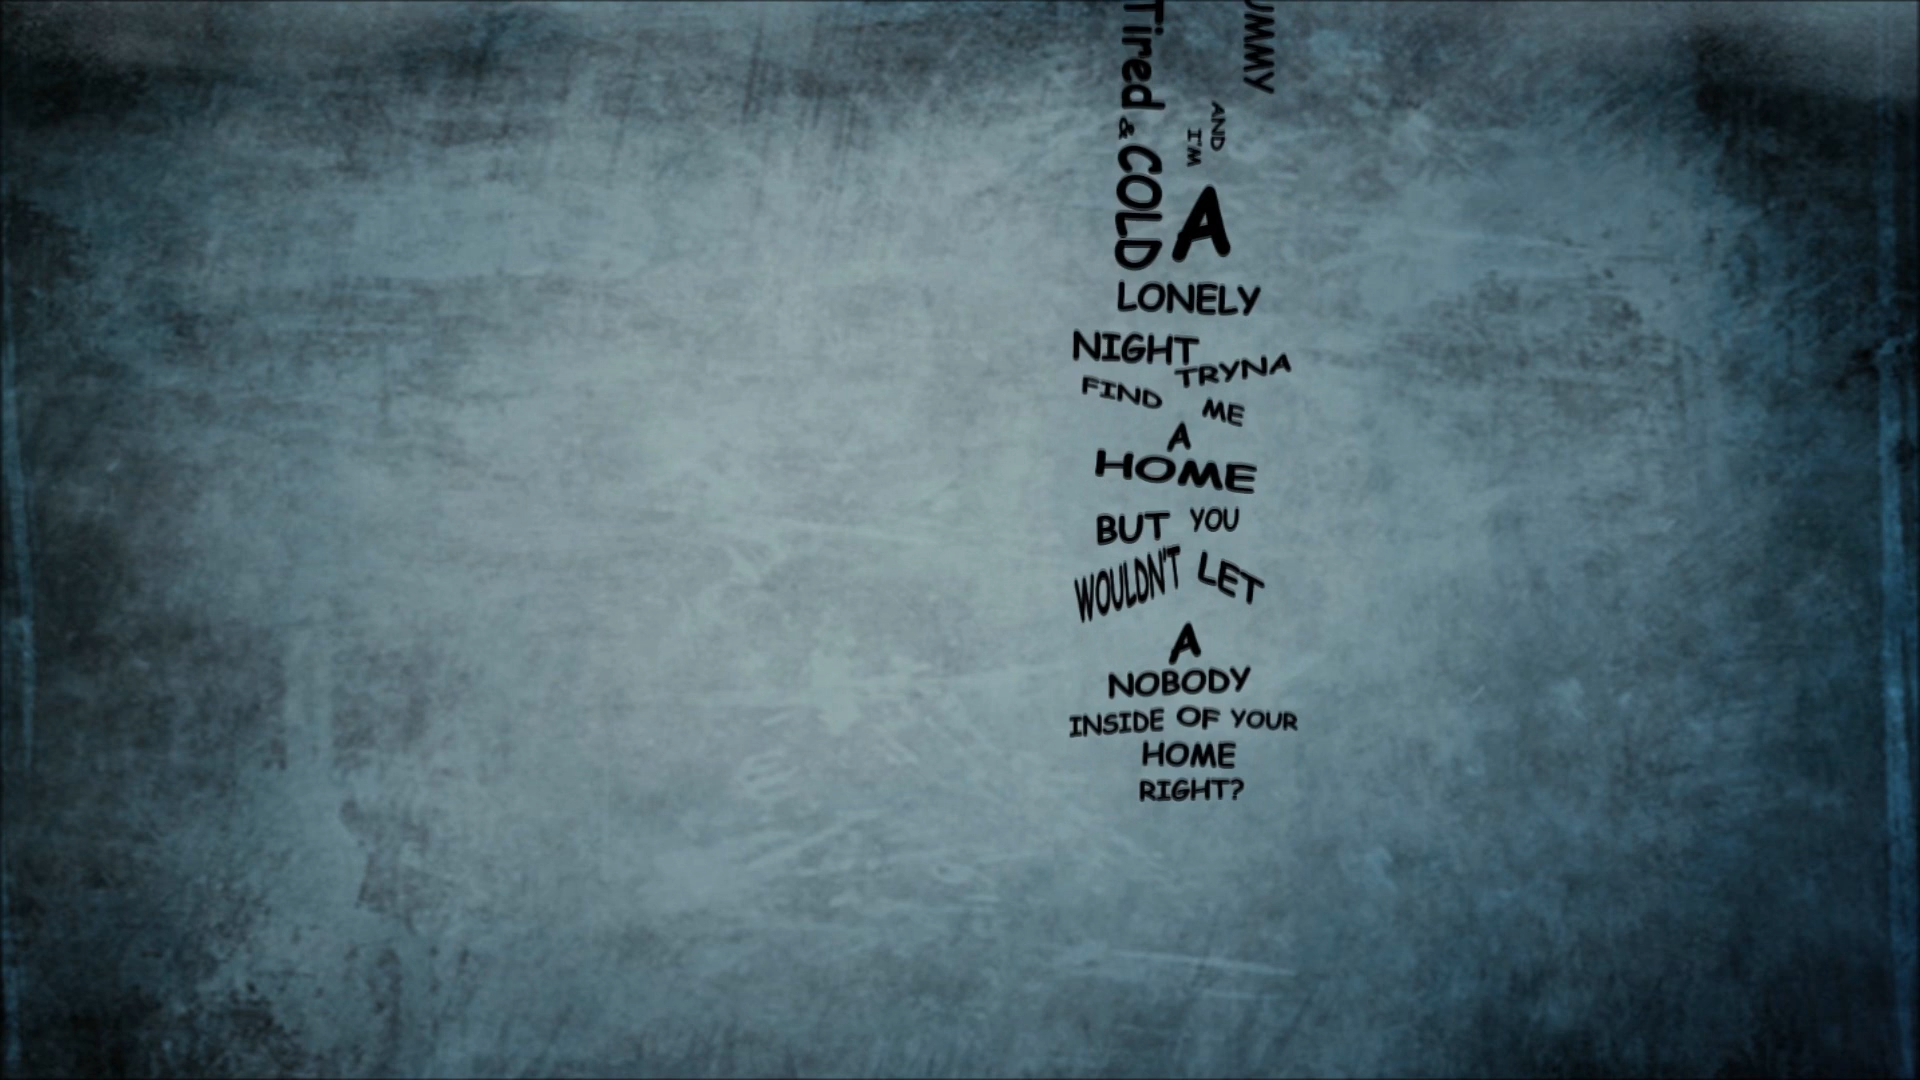 AND
I'M
Tired & COLD
A
LONELY
NIGHT TRYNA
FIND ME
A
HOME
BUT YOU
WOULDN'T LET
A
NOBODY
INSIDE OF YOUR
HOME
RIGHT?